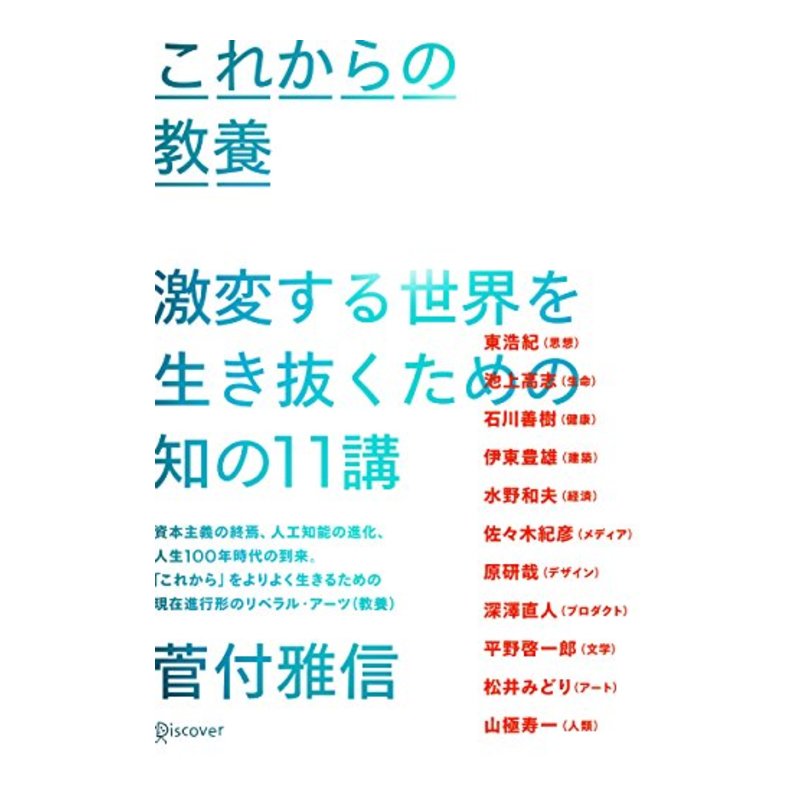 これからの
教養
激変する世界を
生き抜くための
知の11講
東浩紀(思想)
池上高志(生命)
石川善樹(健康)
伊東豊雄(建築)
水野和夫(経済)
佐々木紀彦(メディア)
原研哉(デザイン)
深澤直人(プロダクト)
平野啓一郎(文学)
松井みどり(アート)
山極寿一(人類)
資本主義の終焉、人工知能の進化、
人生100年時代の到来。
「これから」をよりよく生きるための
現在進行形のリベラル・アーツ(教養)
菅付雅信
Discover